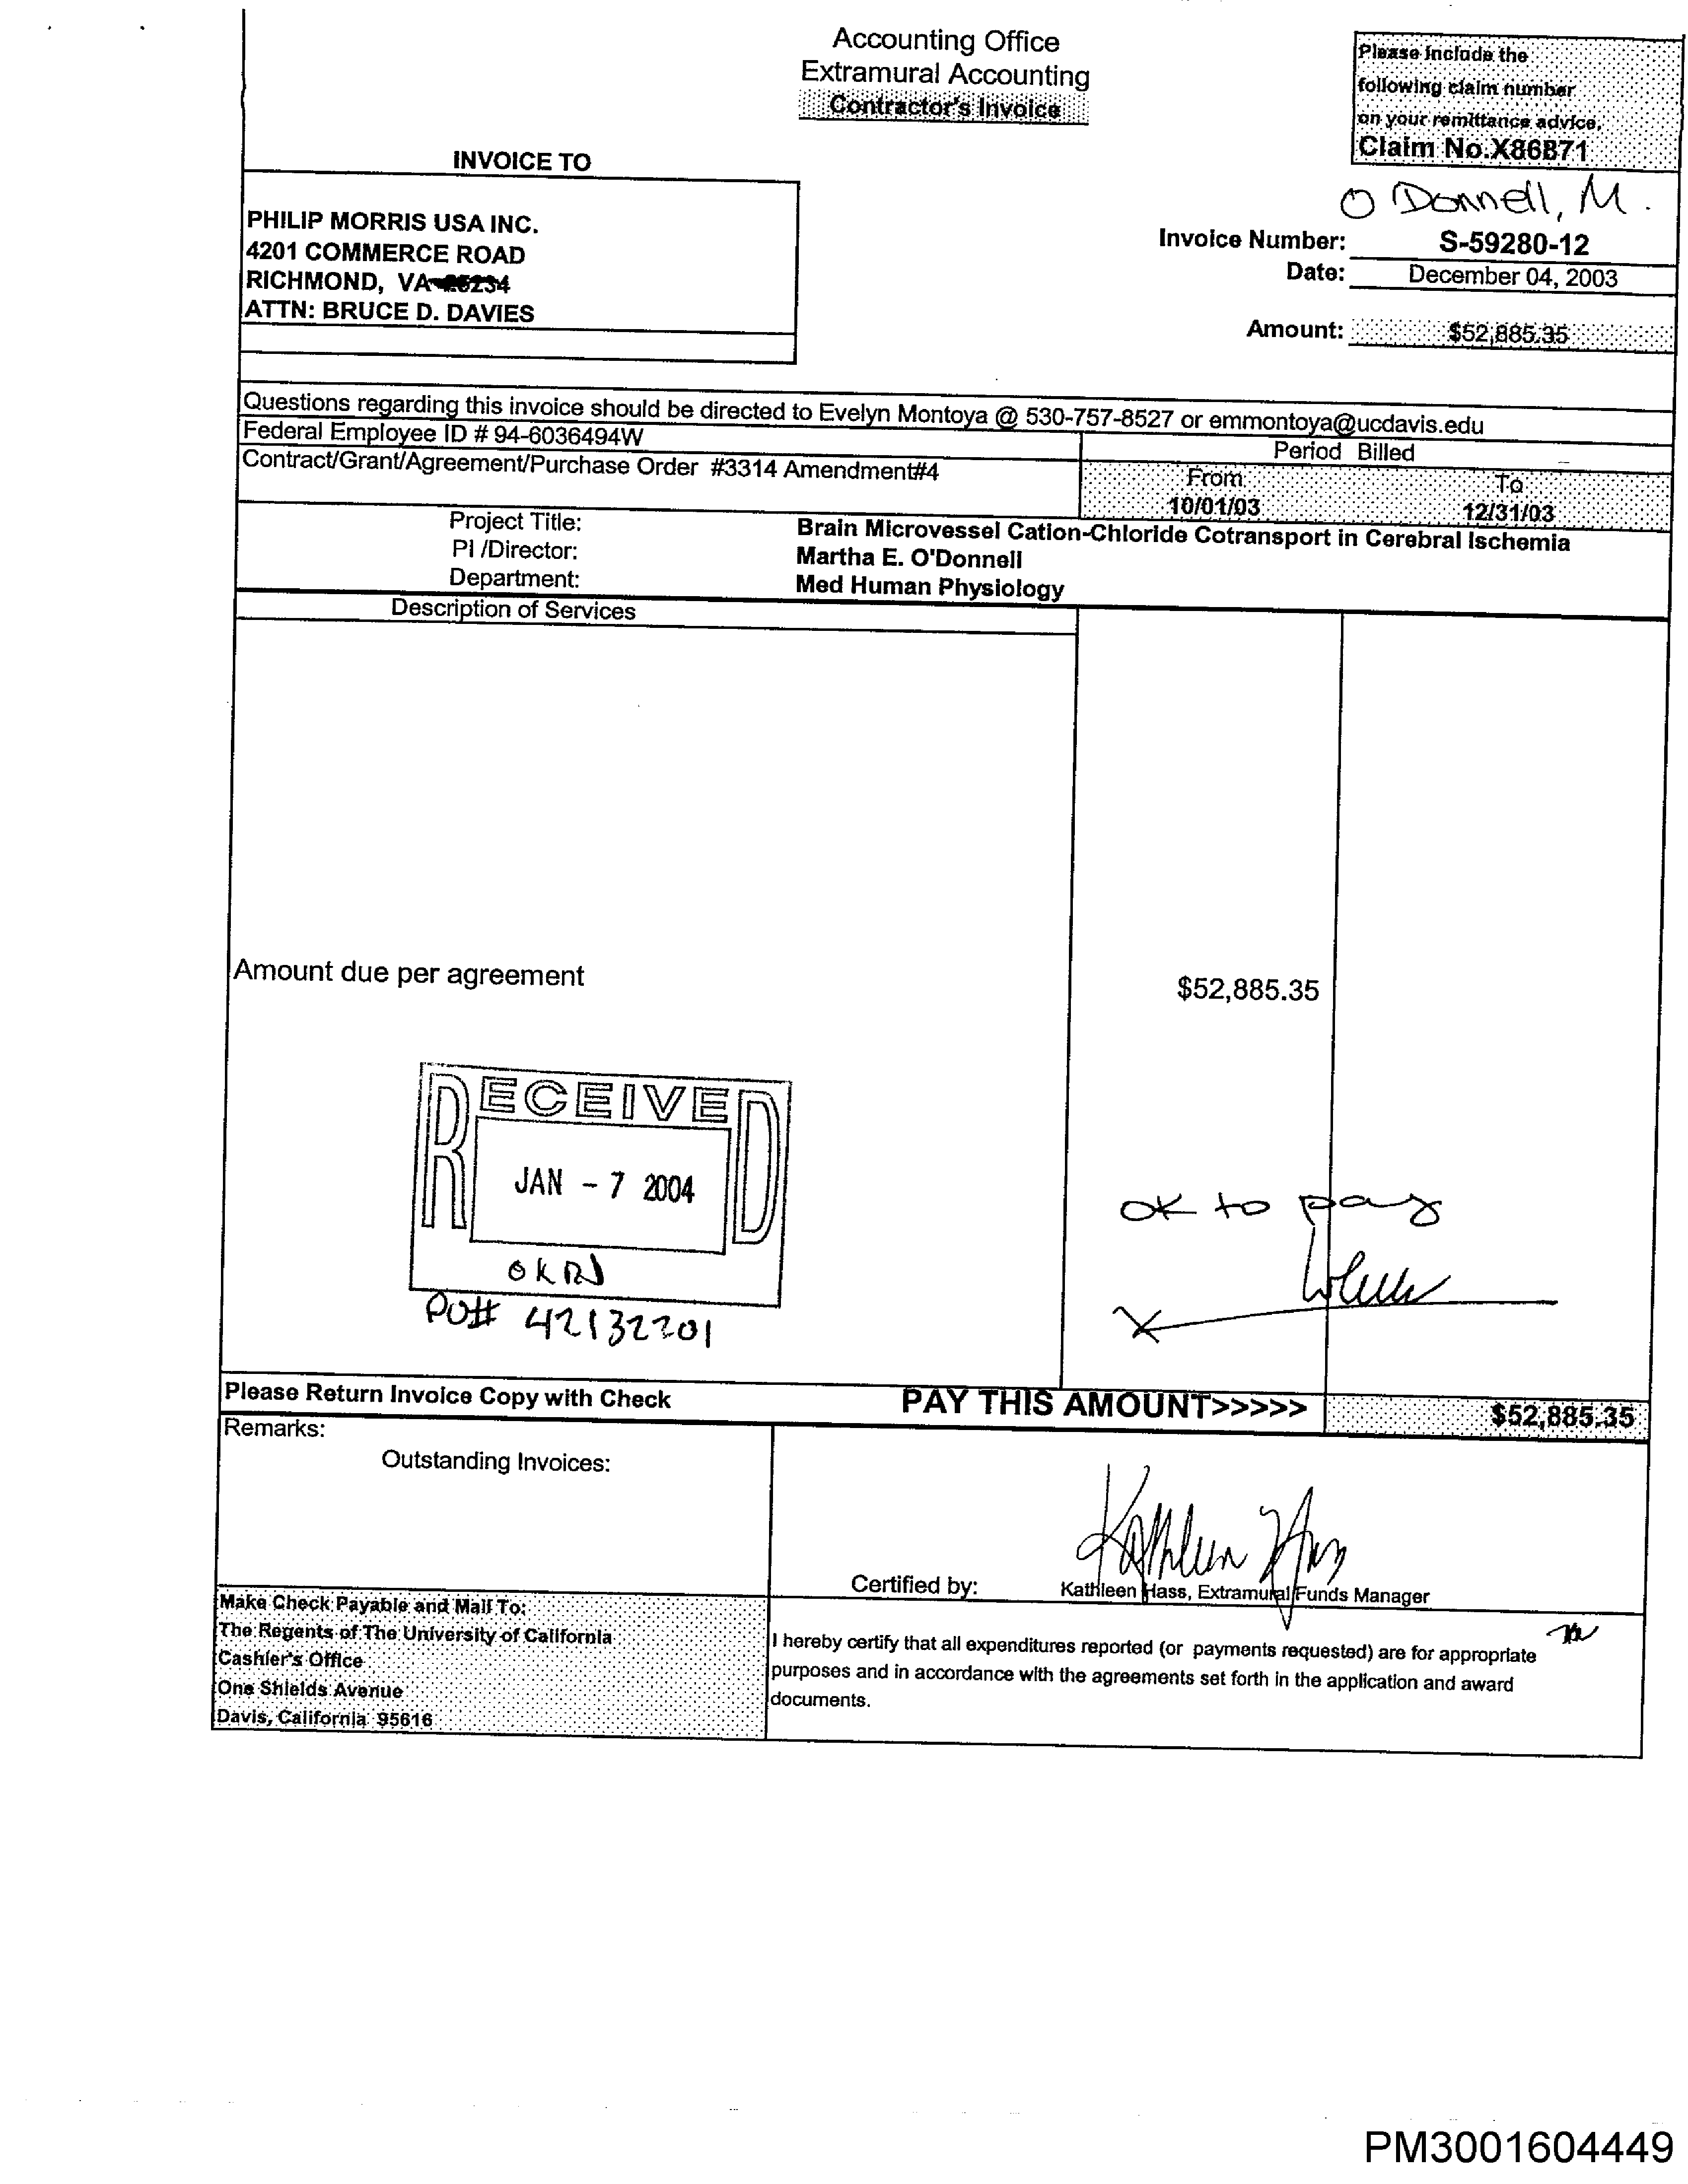 Accounting Office
Extramural Accounting
Contractor's Invoice
Please include the
following claim number
on your remittance advice.
Claim No.X86B71
INVOICE TO
O Donnell, M.
PHILIP MORRIS USA INC.
4201 COMMERCE ROAD
RICHMOND, VA
ATTN: BRUCE D. DAVIES
Invoice Number: S-59280-12
Date: December 04, 2003
Amount: $52,885.35
Questions regarding this invoice should be directed to Evelyn Montoya @ 530-757-8527 or emmontoya@ucdavis.edu
Federal Employee ID # 94-6036494W
Period Billed
Contract/Grant/Agreement/Purchase Order #3314 Amendment#4
From To
10/01/03 12/31/03
Project Title: Brain Microvessel Cation-Chloride Cotransport in Cerebral Ischemia
PI /Director: Martha E. O'Donnell
Department: Med Human Physiology
Description of Services
Amount due per agreement $52,885.35
RECEIVED
JAN - 7 2004
OK
PO# 42132201
OK to pay
X
Please Return Invoice Copy with Check PAY THIS AMOUNT>>>>> $52,885.35
Remarks:
Outstanding Invoices:
Kathleen Hass
Certified by: Kathleen Hass, Extramural Funds Manager
Make Check Payable and Mail To:
The Regents of The University of California
Cashier's Office
One Shields Avenue
Davis, California 95616
I hereby certify that all expenditures reported (or payments requested) are for appropriate
purposes and in accordance with the agreements set forth in the application and award
documents.
PM3001604449